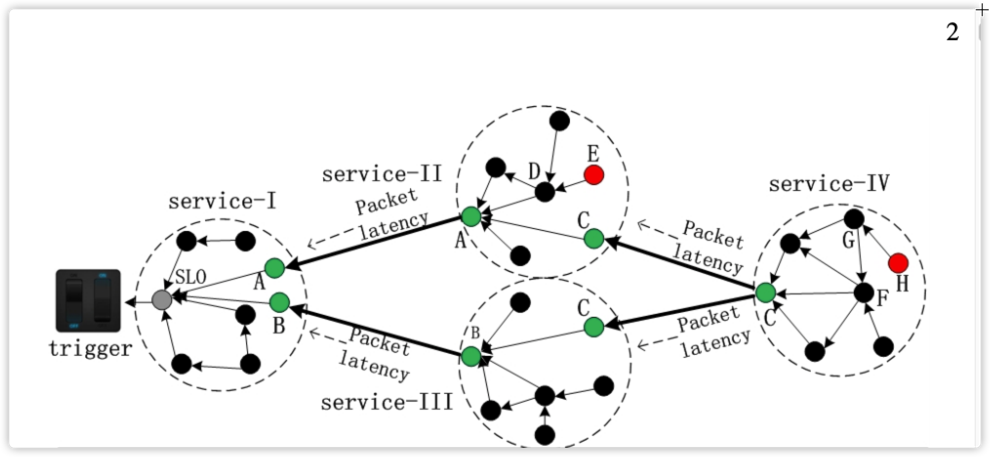 2
service-I
SLO
A
B
trigger
service-II
Packet
latency
D
E
A
C
Packet
latency
B
C
service-III
Packet
latency
Packet
latency
service-IV
G
H
F
C